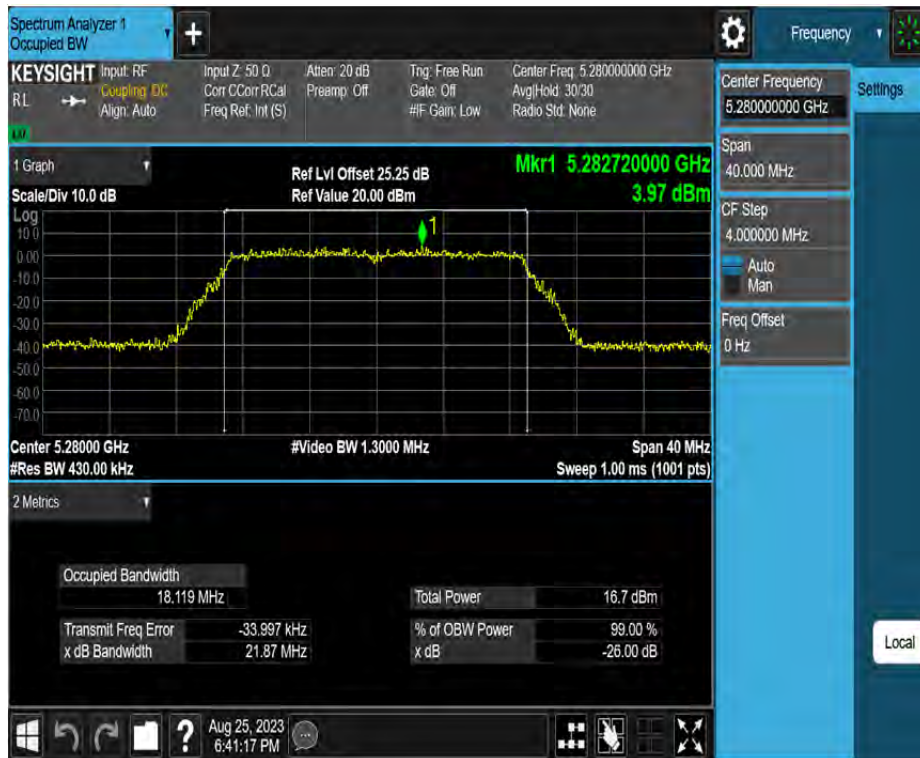 Spectrum Analyzer 1
Occupied BW
+
Frequency
KEYSIGHT
RL
Input: RF
Coupling: DC
Align: Auto
Input Z: 50 Ω
Corr CCorr RCal
Freq Ref: Int (S)
Atten: 20 dB
Preamp: Off
Trig: Free Run
Gate: Off
#IF Gain: Low
Center Freq: 5.280000000 GHz
Avg|Hold: 30/30
Radio Std: None
Center Frequency
5.280000000 GHz
Settings
Span
40.000 MHz
CF Step
4.000000 MHz
Auto
Man
Freq Offset
0 Hz
1 Graph
Scale/Div 10.0 dB
Ref Lvl Offset 25.25 dB
Ref Value 20.00 dBm
Mkr1 5.282720000 GHz
3.97 dBm
Log
10.0
0.00
-10.0
-20.0
-30.0
-40.0
-50.0
-60.0
-70.0
1
Center 5.28000 GHz
#Video BW 1.3000 MHz
Span 40 MHz
#Res BW 430.00 kHz
Sweep 1.00 ms (1001 pts)
2 Metrics
Occupied Bandwidth
18.119 MHz
Total Power 16.7 dBm
Transmit Freq Error -33.997 kHz
% of OBW Power 99.00 %
x dB Bandwidth 21.87 MHz
x dB -26.00 dB
Local
?
Aug 25, 2023
6:41:17 PM